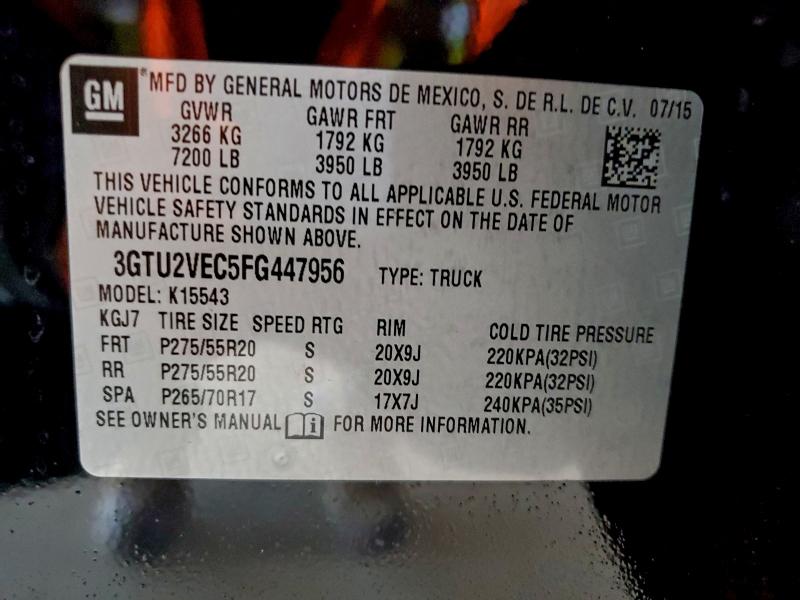 GM ® MFD BY GENERAL MOTORS DE MEXICO, S. DE R.L. DE C.V. 07/15
GVWR GAWR FRT GAWR RR
3266 KG 1792 KG 1792 KG
7200 LB 3950 LB 3950 LB
THIS VEHICLE CONFORMS TO ALL APPLICABLE U.S. FEDERAL MOTOR
VEHICLE SAFETY STANDARDS IN EFFECT ON THE DATE OF
MANUFACTURE SHOWN ABOVE.
3GTU2VEC5FG447956 TYPE: TRUCK
MODEL: K15543
KGJ7 TIRE SIZE SPEED RTG RIM COLD TIRE PRESSURE
FRT P275/55R20 S 20X9J 220KPA(32PSI)
RR P275/55R20 S 20X9J 220KPA(32PSI)
SPA P265/70R17 S 17X7J 240KPA(35PSI)
SEE OWNER'S MANUAL i FOR MORE INFORMATION.